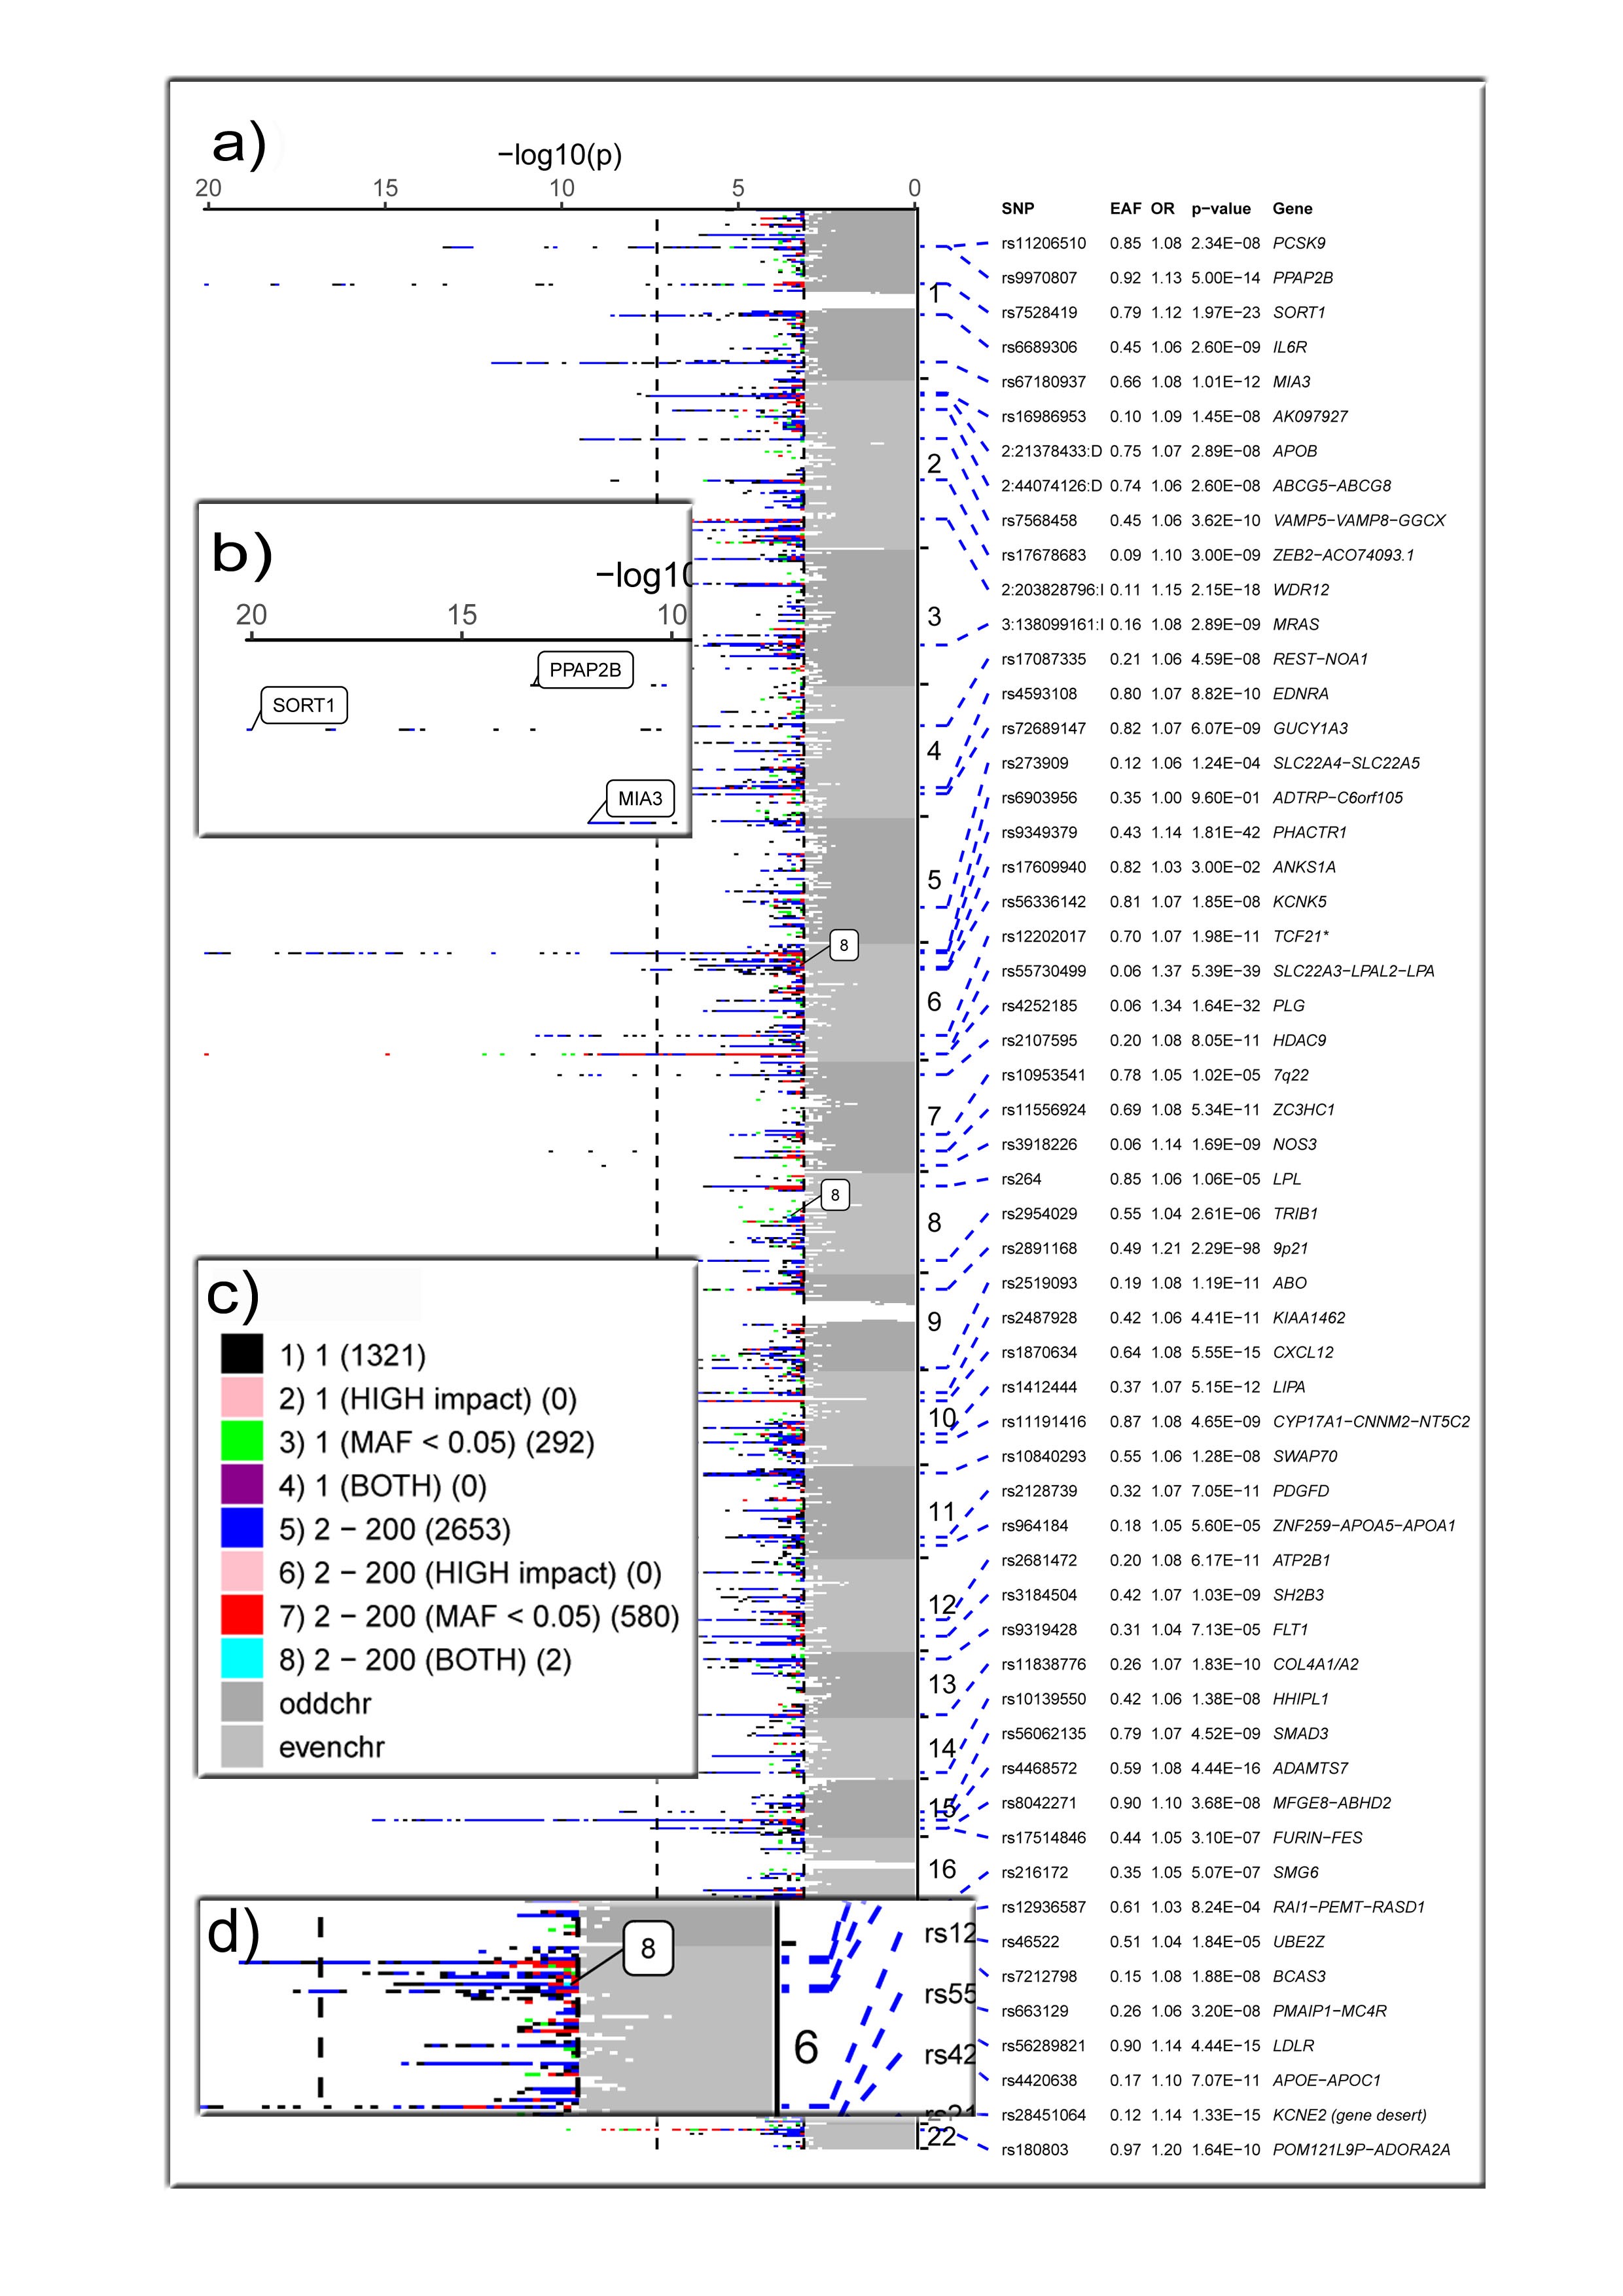 a)
−log10(p)
20 15 10 5 0
SNP EAF OR p−value Gene
rs11206510 0.85 1.08 2.34E−08 PCSK9
rs9970807 0.92 1.13 5.00E−14 PPAP2B
rs7528419 0.79 1.12 1.97E−23 SORT1
rs6689306 0.45 1.06 2.60E−09 IL6R
rs67180937 0.66 1.08 1.01E−12 MIA3
rs16986953 0.10 1.09 1.45E−08 AK097927
2:21378433:D 0.75 1.07 2.89E−08 APOB
2:44074126:D 0.74 1.06 2.60E−08 ABCG5−ABCG8
rs7568458 0.45 1.06 3.62E−10 VAMP5−VAMP8−GGCX
rs17678683 0.09 1.10 3.00E−09 ZEB2−ACO74093.1
2:203828796:I 0.11 1.15 2.15E−18 WDR12
3:138099161:I 0.16 1.08 2.89E−09 MRAS
rs17087335 0.21 1.06 4.59E−08 REST−NOA1
rs4593108 0.80 1.07 8.82E−10 EDNRA
rs72689147 0.82 1.07 6.07E−09 GUCY1A3
rs273909 0.12 1.06 1.24E−04 SLC22A4−SLC22A5
rs6903956 0.35 1.00 9.60E−01 ADTRP−C6orf105
rs9349379 0.43 1.14 1.81E−42 PHACTR1
rs17609940 0.82 1.03 3.00E−02 ANKS1A
rs56336142 0.81 1.07 1.85E−08 KCNK5
rs12202017 0.70 1.07 1.98E−11 TCF21*
rs55730499 0.06 1.37 5.39E−39 SLC22A3−LPAL2−LPA
rs4252185 0.06 1.34 1.64E−32 PLG
rs2107595 0.20 1.08 8.05E−11 HDAC9
rs10953541 0.78 1.05 1.02E−05 7q22
rs11556924 0.69 1.08 5.34E−11 ZC3HC1
rs3918226 0.06 1.14 1.69E−09 NOS3
rs264 0.85 1.06 1.06E−05 LPL
rs2954029 0.55 1.04 2.61E−06 TRIB1
rs2891168 0.49 1.21 2.29E−98 9p21
rs2519093 0.19 1.08 1.19E−11 ABO
rs2487928 0.42 1.06 4.41E−11 KIAA1462
rs1870634 0.64 1.08 5.55E−15 CXCL12
rs1412444 0.37 1.07 5.15E−12 LIPA
rs11191416 0.87 1.08 4.65E−09 CYP17A1−CNNM2−NT5C2
rs10840293 0.55 1.06 1.28E−08 SWAP70
rs2128739 0.32 1.07 7.05E−11 PDGFD
rs964184 0.18 1.05 5.60E−05 ZNF259−APOA5−APOA1
rs2681472 0.20 1.08 6.17E−11 ATP2B1
rs3184504 0.42 1.07 1.03E−09 SH2B3
rs9319428 0.31 1.04 7.13E−05 FLT1
rs11838776 0.26 1.07 1.83E−10 COL4A1/A2
rs10139550 0.42 1.06 1.38E−08 HHIPL1
rs56062135 0.79 1.07 4.52E−09 SMAD3
rs4468572 0.59 1.08 4.44E−16 ADAMTS7
rs8042271 0.90 1.10 3.68E−08 MFGE8−ABHD2
rs17514846 0.44 1.05 3.10E−07 FURIN−FES
rs216172 0.35 1.05 5.07E−07 SMG6
rs12936587 0.61 1.03 8.24E−04 RAI1−PEMT−RASD1
rs46522 0.51 1.04 1.84E−05 UBE2Z
rs7212798 0.15 1.08 1.88E−08 BCAS3
rs663129 0.26 1.06 3.20E−08 PMAIP1−MC4R
rs56289821 0.90 1.14 4.44E−15 LDLR
rs4420638 0.17 1.10 7.07E−11 APOE−APOC1
rs28451064 0.12 1.14 1.33E−15 KCNE2 (gene desert)
rs180803 0.97 1.20 1.64E−10 POM121L9P−ADORA2A
1
2
3
4
5
6
7
8
9
10
11
12
13
14
15
16
22
8
8
b)
−log10
20 15 10
PPAP2B
SORT1
MIA3
c)
1) 1 (1321)
2) 1 (HIGH impact) (0)
3) 1 (MAF < 0.05) (292)
4) 1 (BOTH) (0)
5) 2 − 200 (2653)
6) 2 − 200 (HIGH impact) (0)
7) 2 − 200 (MAF < 0.05) (580)
8) 2 − 200 (BOTH) (2)
oddchr
evenchr
d)
8
6
rs12
rs55
rs42